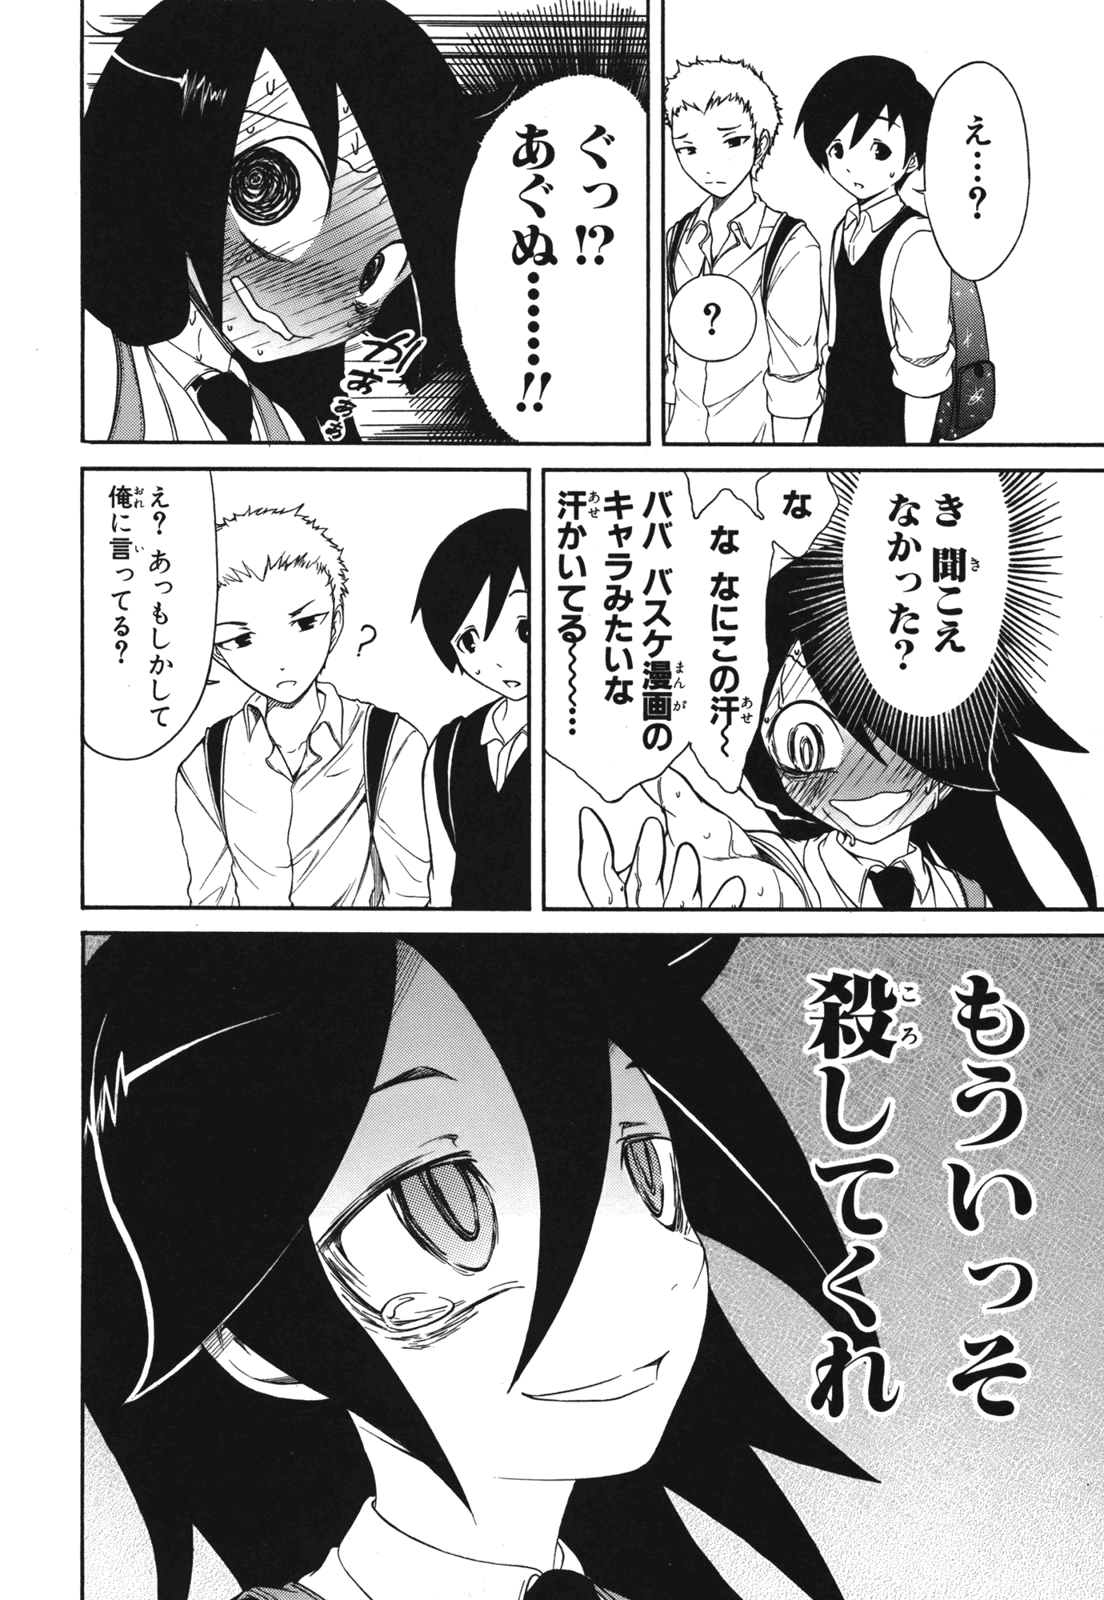 え…?
?
ぐっ!?
あぐぬ………!!
かあぁぁ
き 聞こえ
なかった?
な
な なにこの汗〜
ババ バスケ漫画の
キャラみたいな
汗かいてる〜〜…
?
え? あっもしかして
俺に言ってる?
もういっそ
殺してくれ